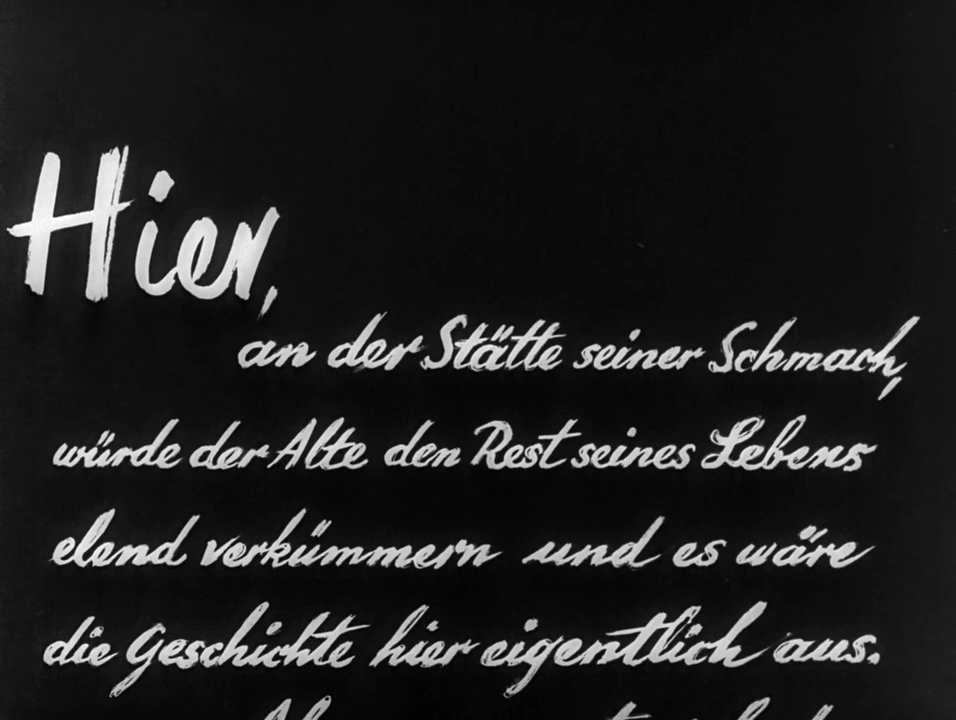 Hier,
an der Stätte seiner Schmach,
würde der Alte den Rest seines Lebens
elend verkümmern und es wäre
die Geschichte hier eigentlich aus.